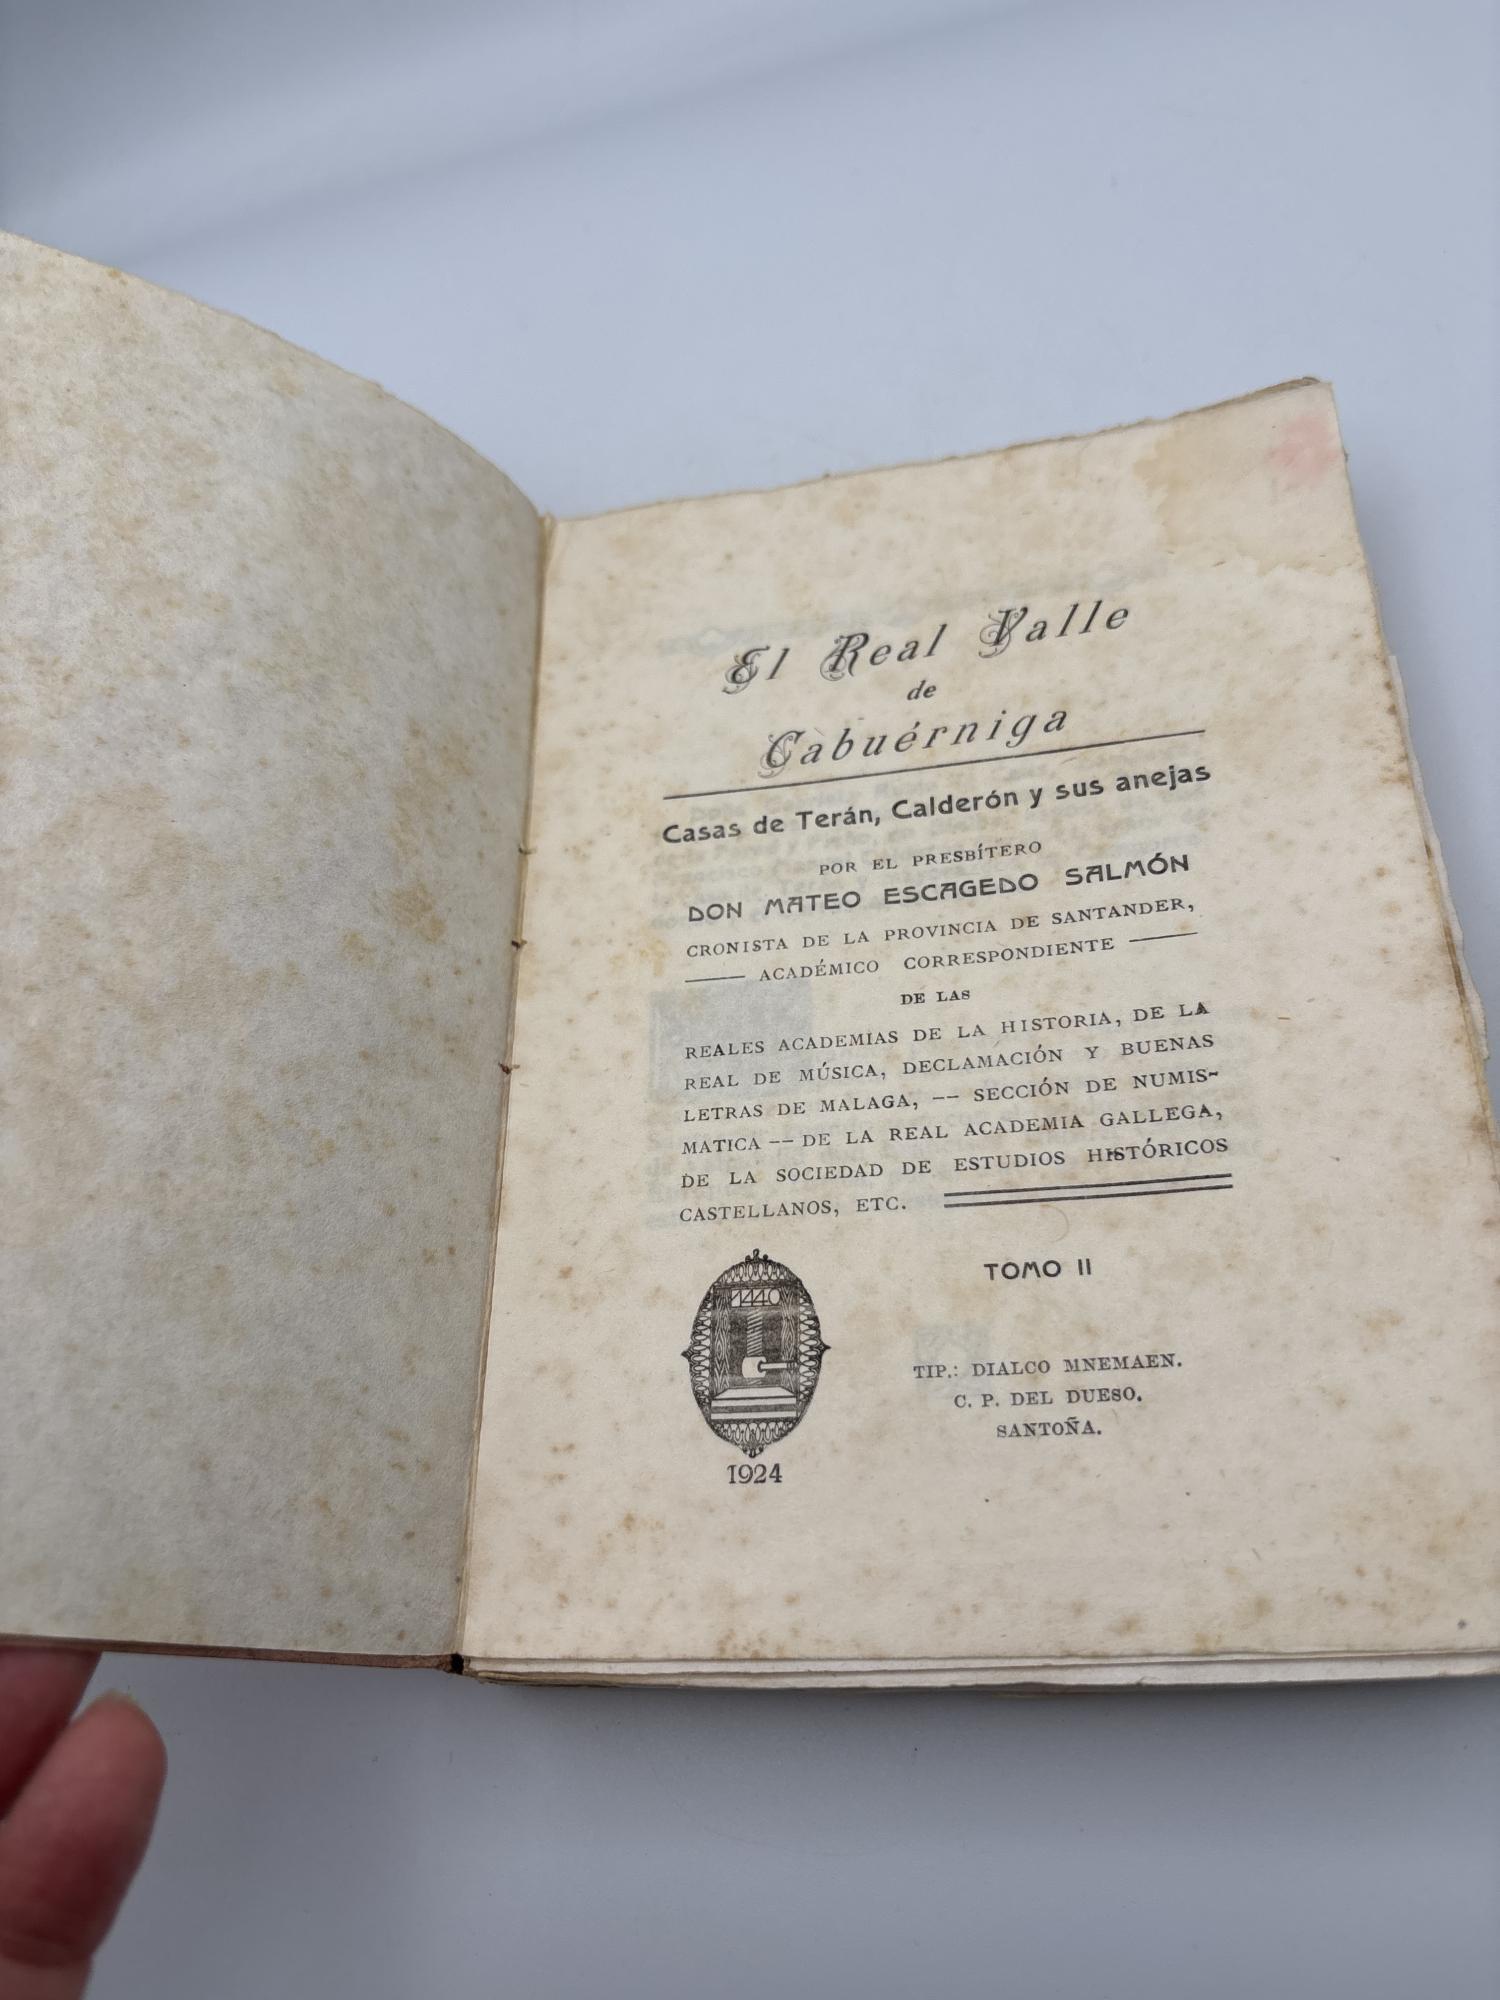 El Real Valle
de
Cabuérniga
Casas de Terán, Calderón y sus anejas
POR EL PRESBÍTERO
DON MATEO ESCAGEDO SALMÓN
CRONISTA DE LA PROVINCIA DE SANTANDER,
ACADÉMICO CORRESPONDIENTE
DE LAS
REALES ACADEMIAS DE LA HISTORIA, DE LA
REAL DE MÚSICA, DECLAMACIÓN Y BUENAS
LETRAS DE MALAGA, -- SECCIÓN DE NUMIS-
MATICA -- DE LA REAL ACADEMIA GALLEGA,
DE LA SOCIEDAD DE ESTUDIOS HISTÓRICOS
CASTELLANOS, ETC.
TOMO II
1440
TIP.: DIALCO MNEMAEN.
C. P. DEL DUESO.
SANTOÑA.
1924